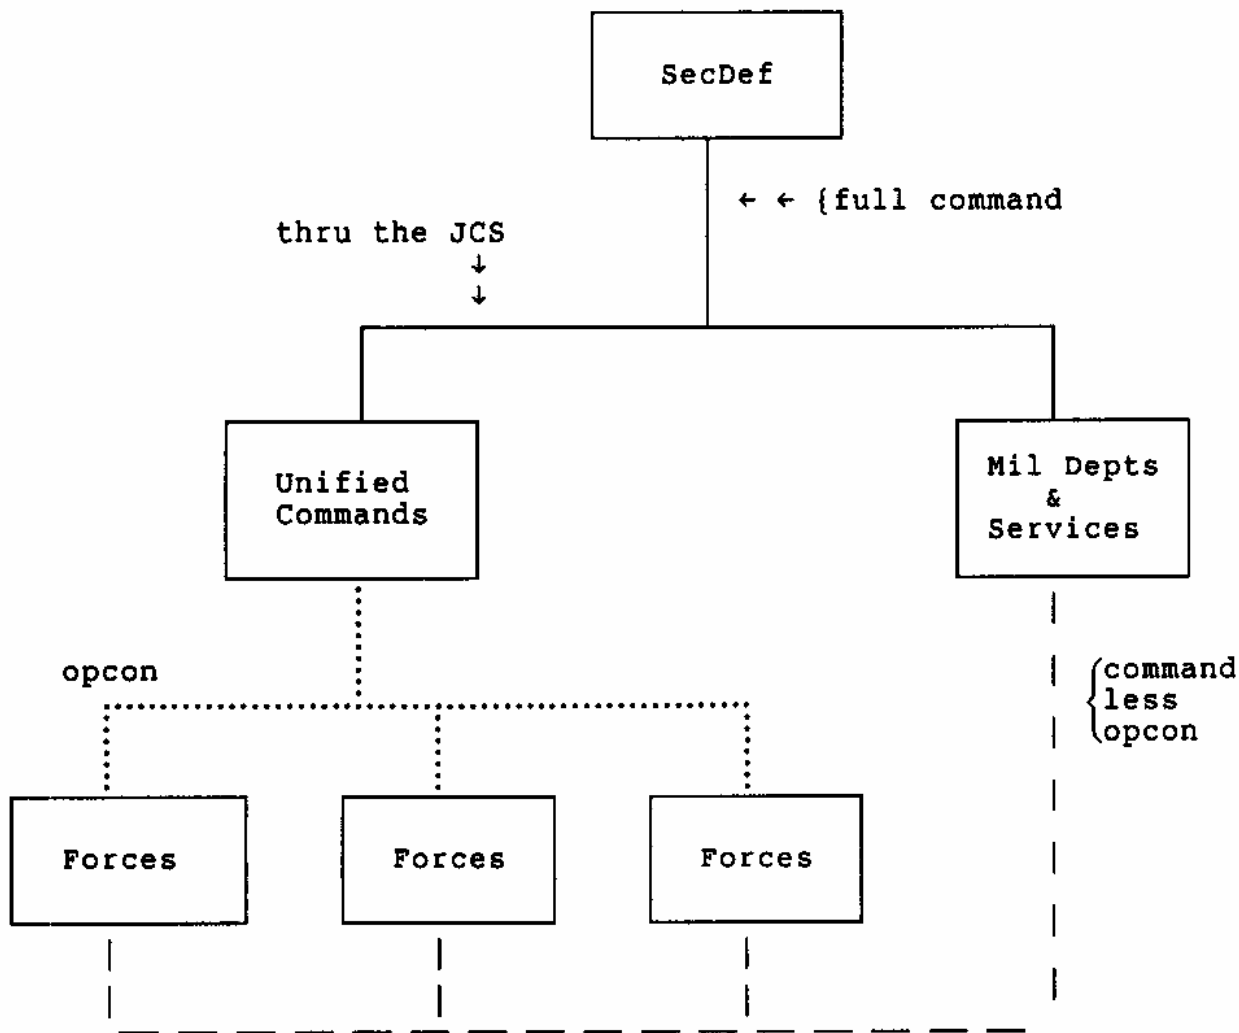 SecDef
← ← {full command
thru the JCS
↓
↓
Unified
Commands
Mil Depts
&
Services
opcon
command
less
opcon
Forces
Forces
Forces